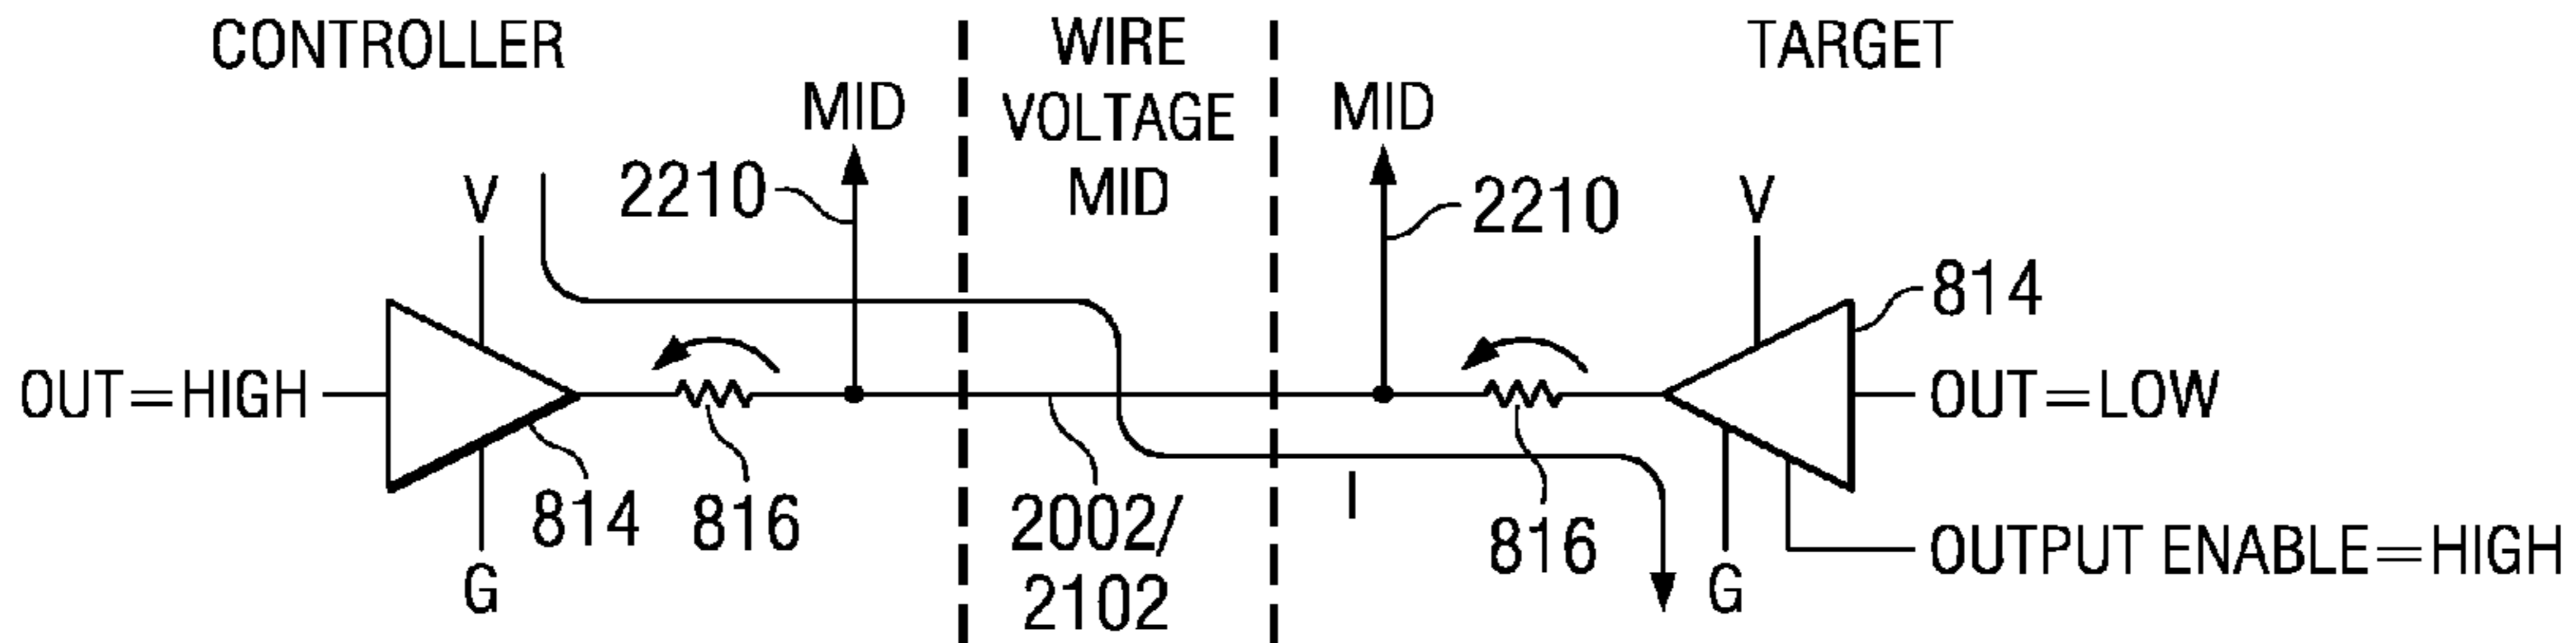 CONTROLLER
WIRE
VOLTAGE
MID
TARGET
MID
MID
2210
2210
V
V
814
OUT=HIGH
OUT=LOW
814
816
2002/
2102
I
816
OUTPUT ENABLE=HIGH
G
G